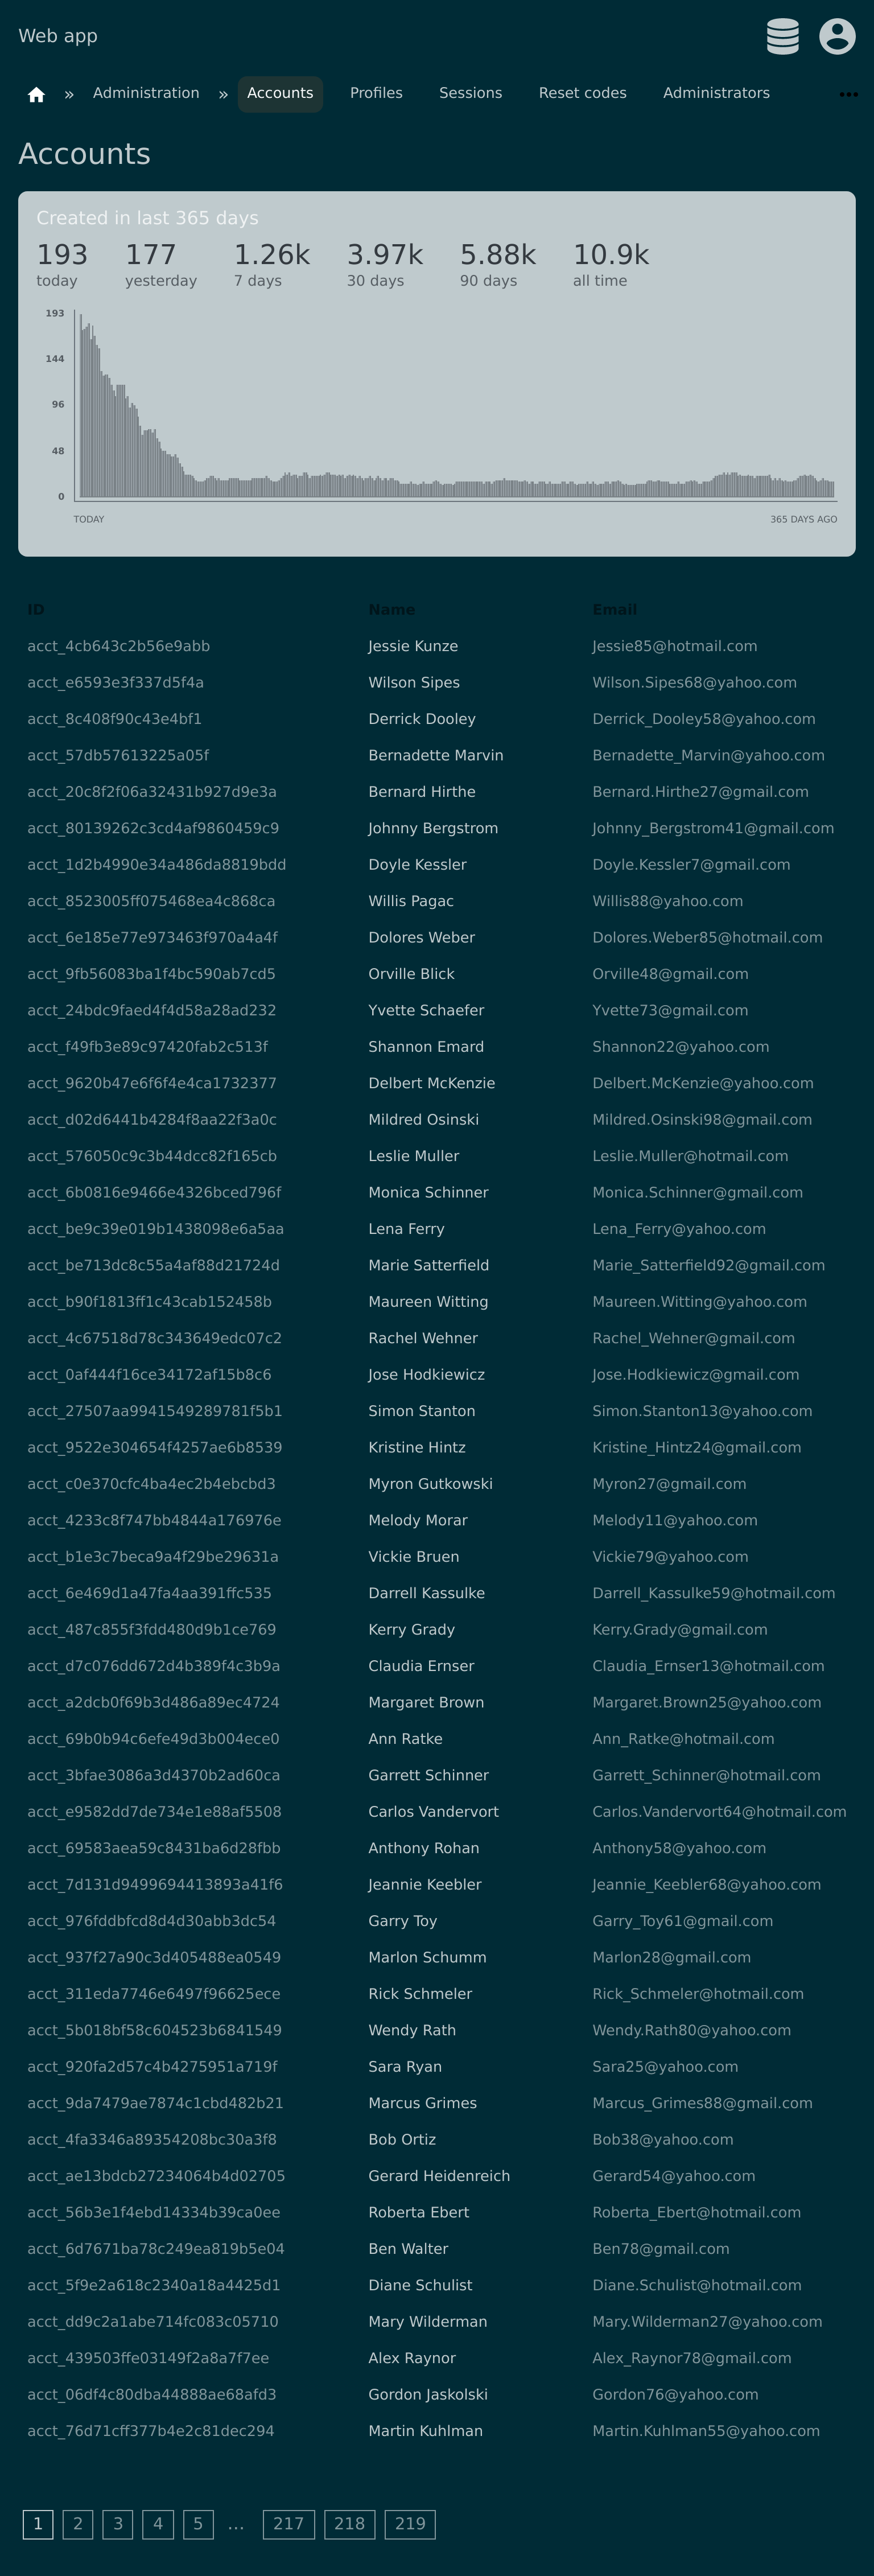 Web app
» Administration » Accounts Profiles Sessions Reset codes Administrators •••
Accounts
Created in last 365 days
193 177 1.26k 3.97k 5.88k 10.9k
today yesterday 7 days 30 days 90 days all time
193
144
96
48
0
TODAY 365 DAYS AGO
ID Name Email
acct_4cb643c2b56e9abb Jessie Kunze Jessie85@hotmail.com
acct_e6593e3f337d5f4a Wilson Sipes Wilson.Sipes68@yahoo.com
acct_8c408f90c43e4bf1 Derrick Dooley Derrick_Dooley58@yahoo.com
acct_57db57613225a05f Bernadette Marvin Bernadette_Marvin@yahoo.com
acct_20c8f2f06a32431b927d9e3a Bernard Hirthe Bernard.Hirthe27@gmail.com
acct_80139262c3cd4af9860459c9 Johnny Bergstrom Johnny_Bergstrom41@gmail.com
acct_1d2b4990e34a486da8819bdd Doyle Kessler Doyle.Kessler7@gmail.com
acct_8523005ff075468ea4c868ca Willis Pagac Willis88@yahoo.com
acct_6e185e77e973463f970a4a4f Dolores Weber Dolores.Weber85@hotmail.com
acct_9fb56083ba1f4bc590ab7cd5 Orville Blick Orville48@gmail.com
acct_24bdc9faed4f4d58a28ad232 Yvette Schaefer Yvette73@gmail.com
acct_f49fb3e89c97420fab2c513f Shannon Emard Shannon22@yahoo.com
acct_9620b47e6f6f4e4ca1732377 Delbert McKenzie Delbert.McKenzie@yahoo.com
acct_d02d6441b4284f8aa22f3a0c Mildred Osinski Mildred.Osinski98@gmail.com
acct_576050c9c3b44dcc82f165cb Leslie Muller Leslie.Muller@hotmail.com
acct_6b0816e9466e4326bced796f Monica Schinner Monica.Schinner@gmail.com
acct_be9c39e019b1438098e6a5aa Lena Ferry Lena_Ferry@yahoo.com
acct_be713dc8c55a4af88d21724d Marie Satterfield Marie_Satterfield92@gmail.com
acct_b90f1813ff1c43cab152458b Maureen Witting Maureen.Witting@yahoo.com
acct_4c67518d78c343649edc07c2 Rachel Wehner Rachel_Wehner@gmail.com
acct_0af444f16ce34172af15b8c6 Jose Hodkiewicz Jose.Hodkiewicz@gmail.com
acct_27507aa9941549289781f5b1 Simon Stanton Simon.Stanton13@yahoo.com
acct_9522e304654f4257ae6b8539 Kristine Hintz Kristine_Hintz24@gmail.com
acct_c0e370cfc4ba4ec2b4ebcbd3 Myron Gutkowski Myron27@gmail.com
acct_4233c8f747bb4844a176976e Melody Morar Melody11@yahoo.com
acct_b1e3c7beca9a4f29be29631a Vickie Bruen Vickie79@yahoo.com
acct_6e469d1a47fa4aa391ffc535 Darrell Kassulke Darrell_Kassulke59@hotmail.com
acct_487c855f3fdd480d9b1ce769 Kerry Grady Kerry.Grady@gmail.com
acct_d7c076dd672d4b389f4c3b9a Claudia Ernser Claudia_Ernser13@hotmail.com
acct_a2dcb0f69b3d486a89ec4724 Margaret Brown Margaret.Brown25@yahoo.com
acct_69b0b94c6efe49d3b004ece0 Ann Ratke Ann_Ratke@hotmail.com
acct_3bfae3086a3d4370b2ad60ca Garrett Schinner Garrett_Schinner@hotmail.com
acct_e9582dd7de734e1e88af5508 Carlos Vandervort Carlos.Vandervort64@hotmail.com
acct_69583aea59c8431ba6d28fbb Anthony Rohan Anthony58@yahoo.com
acct_7d131d9499694413893a41f6 Jeannie Keebler Jeannie_Keebler68@yahoo.com
acct_976fddbfcd8d4d30abb3dc54 Garry Toy Garry_Toy61@gmail.com
acct_937f27a90c3d405488ea0549 Marlon Schumm Marlon28@gmail.com
acct_311eda7746e6497f96625ece Rick Schmeler Rick_Schmeler@hotmail.com
acct_5b018bf58c604523b6841549 Wendy Rath Wendy.Rath80@yahoo.com
acct_920fa2d57c4b4275951a719f Sara Ryan Sara25@yahoo.com
acct_9da7479ae7874c1cbd482b21 Marcus Grimes Marcus_Grimes88@gmail.com
acct_4fa3346a89354208bc30a3f8 Bob Ortiz Bob38@yahoo.com
acct_ae13bdcb27234064b4d02705 Gerard Heidenreich Gerard54@yahoo.com
acct_56b3e1f4ebd14334b39ca0ee Roberta Ebert Roberta_Ebert@hotmail.com
acct_6d7671ba78c249ea819b5e04 Ben Walter Ben78@gmail.com
acct_5f9e2a618c2340a18a4425d1 Diane Schulist Diane.Schulist@hotmail.com
acct_dd9c2a1abe714fc083c05710 Mary Wilderman Mary.Wilderman27@yahoo.com
acct_439503ffe03149f2a8a7f7ee Alex Raynor Alex_Raynor78@gmail.com
acct_06df4c80dba44888ae68afd3 Gordon Jaskolski Gordon76@yahoo.com
acct_76d71cff377b4e2c81dec294 Martin Kuhlman Martin.Kuhlman55@yahoo.com
1 2 3 4 5 … 217 218 219